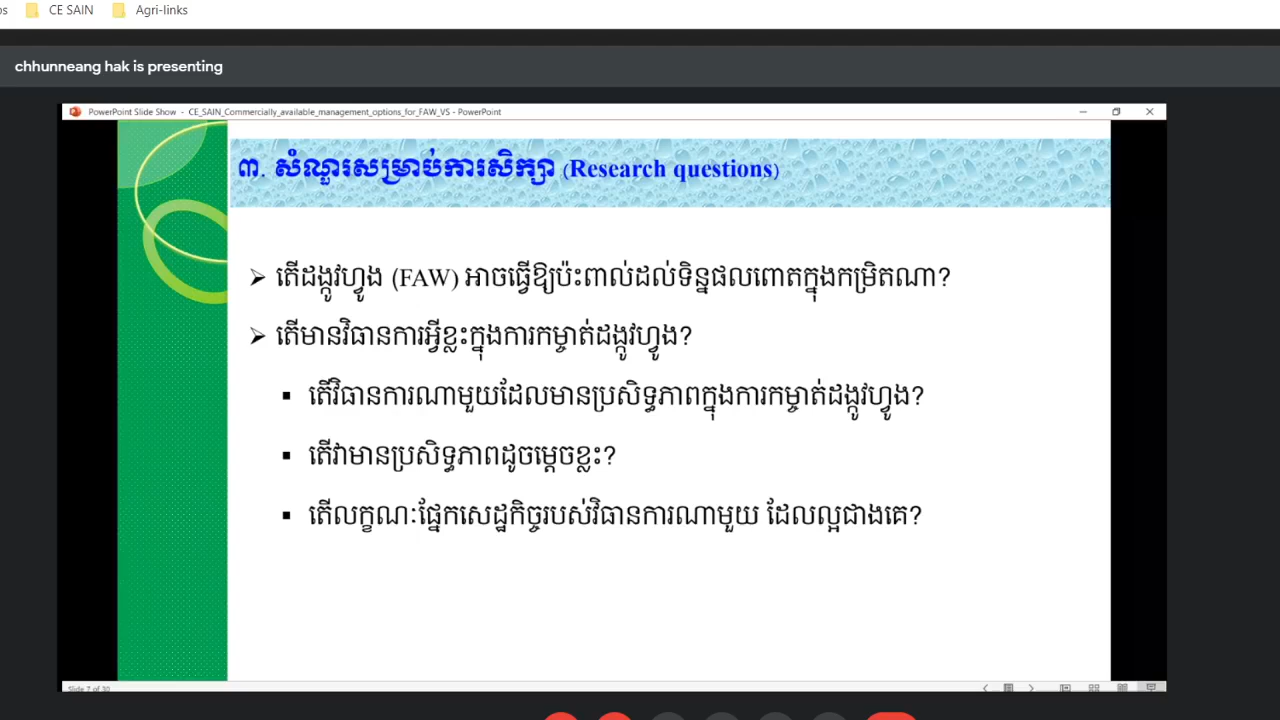 ps CE SAIN Agri-links
chhunneang hak is presenting
PowerPoint Slide Show - CE_SAIN_Commercially_available_management_options_for_FAW_VS - PowerPoint
៣. សំណួរសម្រាប់ការសិក្សា (Research questions)
តើដង្កូវហ្វូង (FAW) អាចធ្វើឱ្យប៉ះពាល់ដល់ទិន្នផលពោតក្នុងកម្រិតណា?
តើមានវិធានការអ្វីខ្លះក្នុងការកម្ចាត់ដង្កូវហ្វូង?
តើវិធានការណាមួយដែលមានប្រសិទ្ធភាពក្នុងការកម្ចាត់ដង្កូវហ្វូង?
តើវាមានប្រសិទ្ធភាពដូចម្ដេចខ្លះ?
តើលក្ខណៈផ្នែកសេដ្ឋកិច្ចរបស់វិធានការណាមួយ ដែលល្អជាងគេ?
Slide 7 of 30